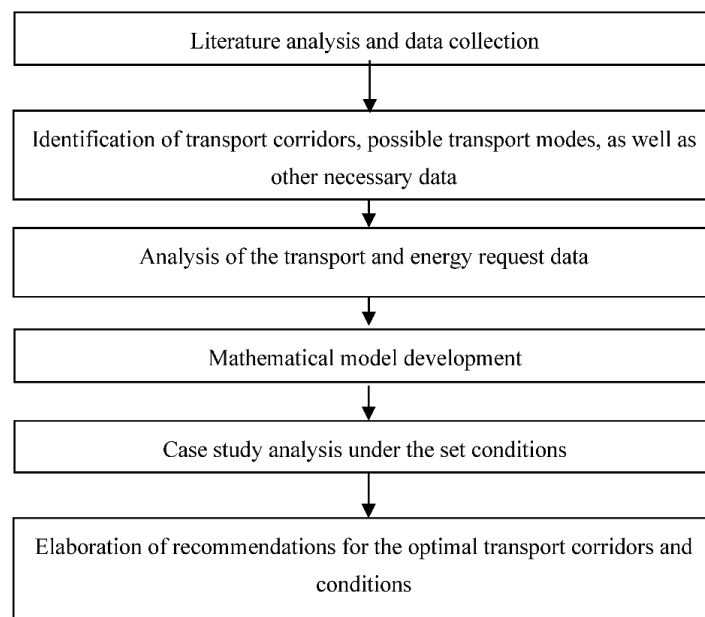 Literature analysis and data collection
Identification of transport corridors, possible transport modes, as well as
other necessary data
Analysis of the transport and energy request data
Mathematical model development
Case study analysis under the set conditions
Elaboration of recommendations for the optimal transport corridors and
conditions